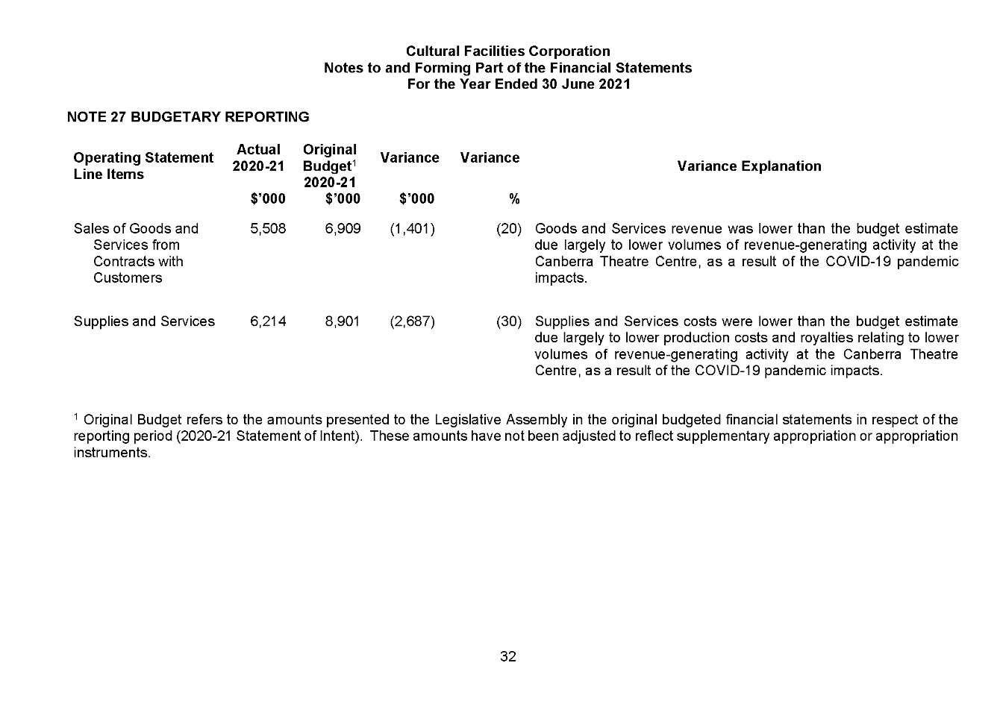 Cultural Facilities Corporation
Notes to and Forming Part of the Financial Statements
For the Year Ended 30 June 2021
NOTE 27 BUDGETARY REPORTING
Operating Statement Line Items
Actual 2020-21
Original Budget¹ 2020-21
Variance
Variance
Variance Explanation
$'000 $'000 $'000 %
Sales of Goods and 5,508 6,909 (1,401) (20) Goods and Services revenue was lower than the budget estimate
Services from due largely to lower volumes of revenue-generating activity at the
Contracts with Canberra Theatre Centre, as a result of the COVID-19 pandemic
Customers impacts.
Supplies and Services 6,214 8,901 (2,687) (30) Supplies and Services costs were lower than the budget estimate
due largely to lower production costs and royalties relating to lower
volumes of revenue-generating activity at the Canberra Theatre
Centre, as a result of the COVID-19 pandemic impacts.
¹ Original Budget refers to the amounts presented to the Legislative Assembly in the original budgeted financial statements in respect of the
reporting period (2020-21 Statement of Intent). These amounts have not been adjusted to reflect supplementary appropriation or appropriation
instruments.
32